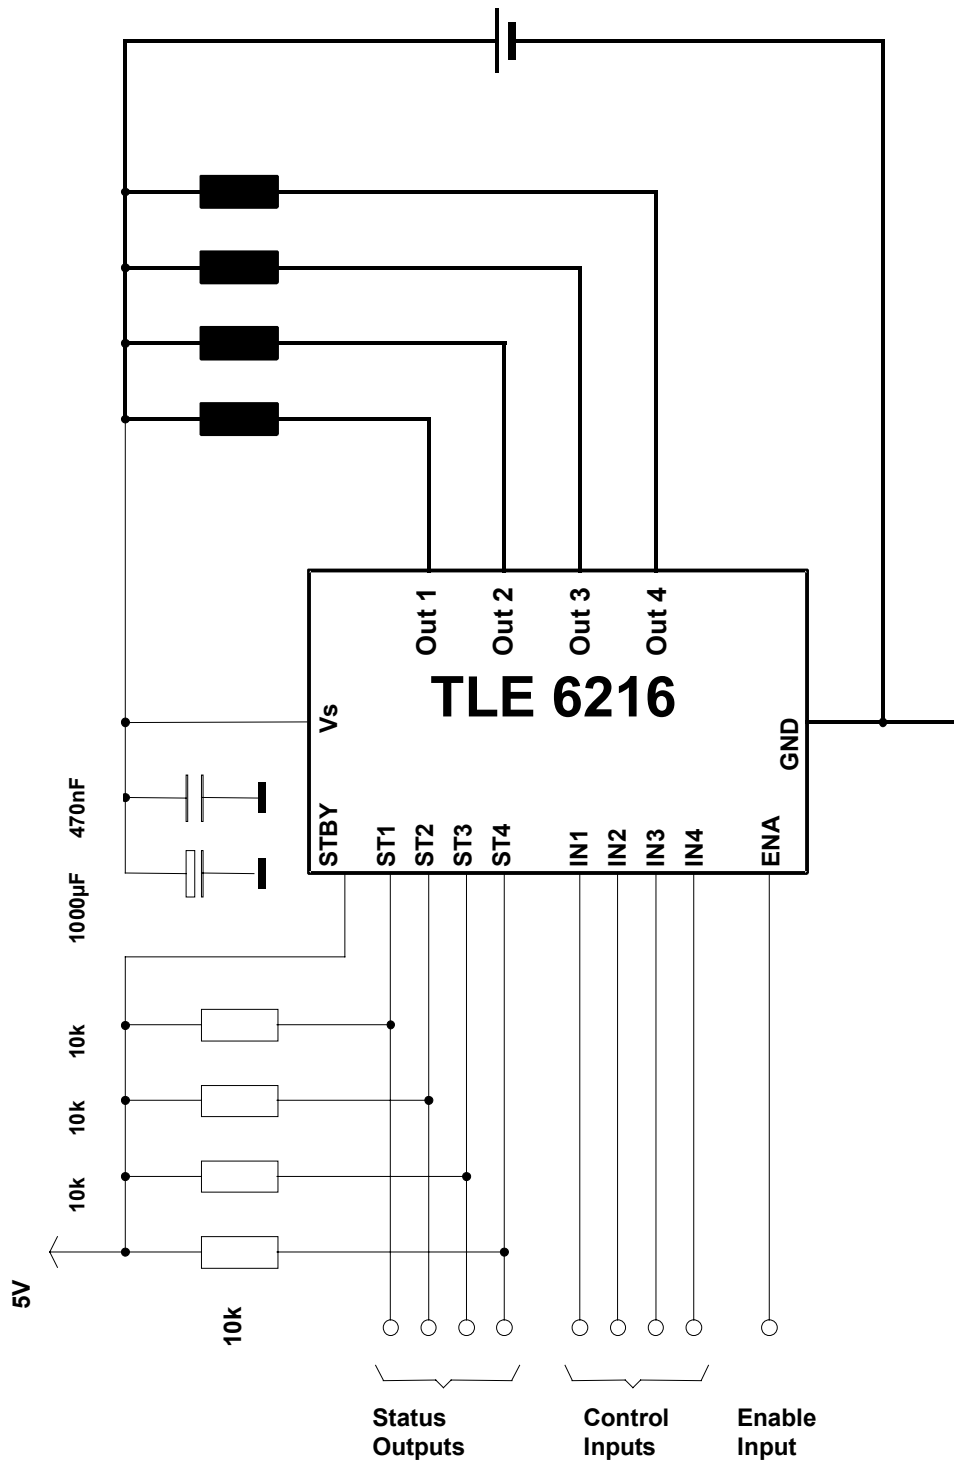 Out 1
Out 2
Out 3
Out 4
TLE 6216
Vs
GND
470nF
1000µF
STBY
ST1
ST2
ST3
ST4
IN1
IN2
IN3
IN4
ENA
10k
10k
10k
5V
10k
Status
Outputs
Control
Inputs
Enable
Input